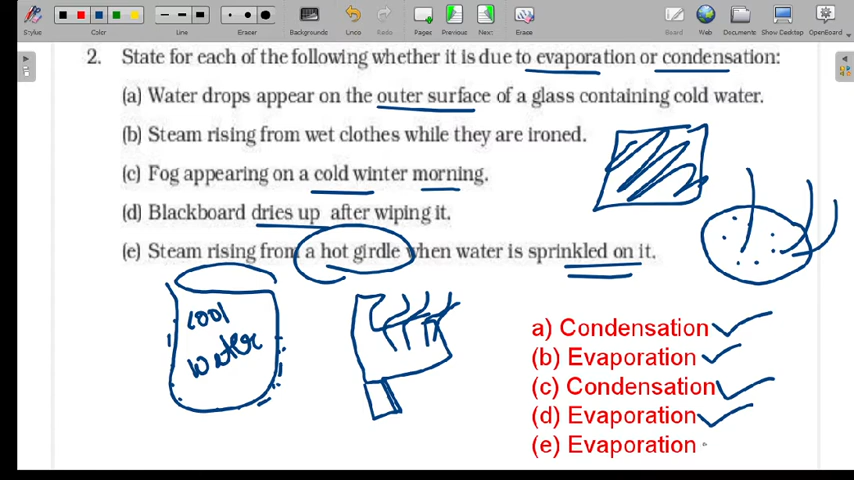 Stylus
Color
Line
Eraser
Backgrounds
Undo
Redo
Pages
Previous
Next
Erase
Board
Web
Documents
Show Desktop
OpenBoard
2. State for each of the following whether it is due to evaporation or condensation:
(a) Water drops appear on the outer surface of a glass containing cold water.
(b) Steam rising from wet clothes while they are ironed.
(c) Fog appearing on a cold winter morning.
(d) Blackboard dries up after wiping it.
(e) Steam rising from a hot girdle when water is sprinkled on it.
cool
water
a) Condensation
(b) Evaporation
(c) Condensation
(d) Evaporation
(e) Evaporation